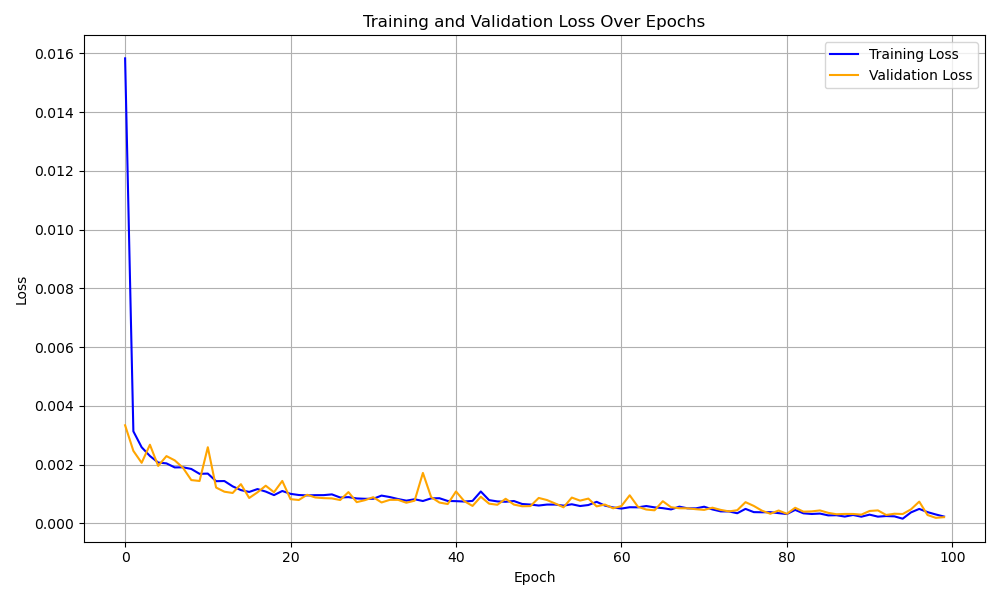 Training and Validation Loss Over Epochs
Training Loss
Validation Loss
0.016
0.014
0.012
0.010
0.008
0.006
0.004
0.002
0.000
Loss
0 20 40 60 80 100
Epoch